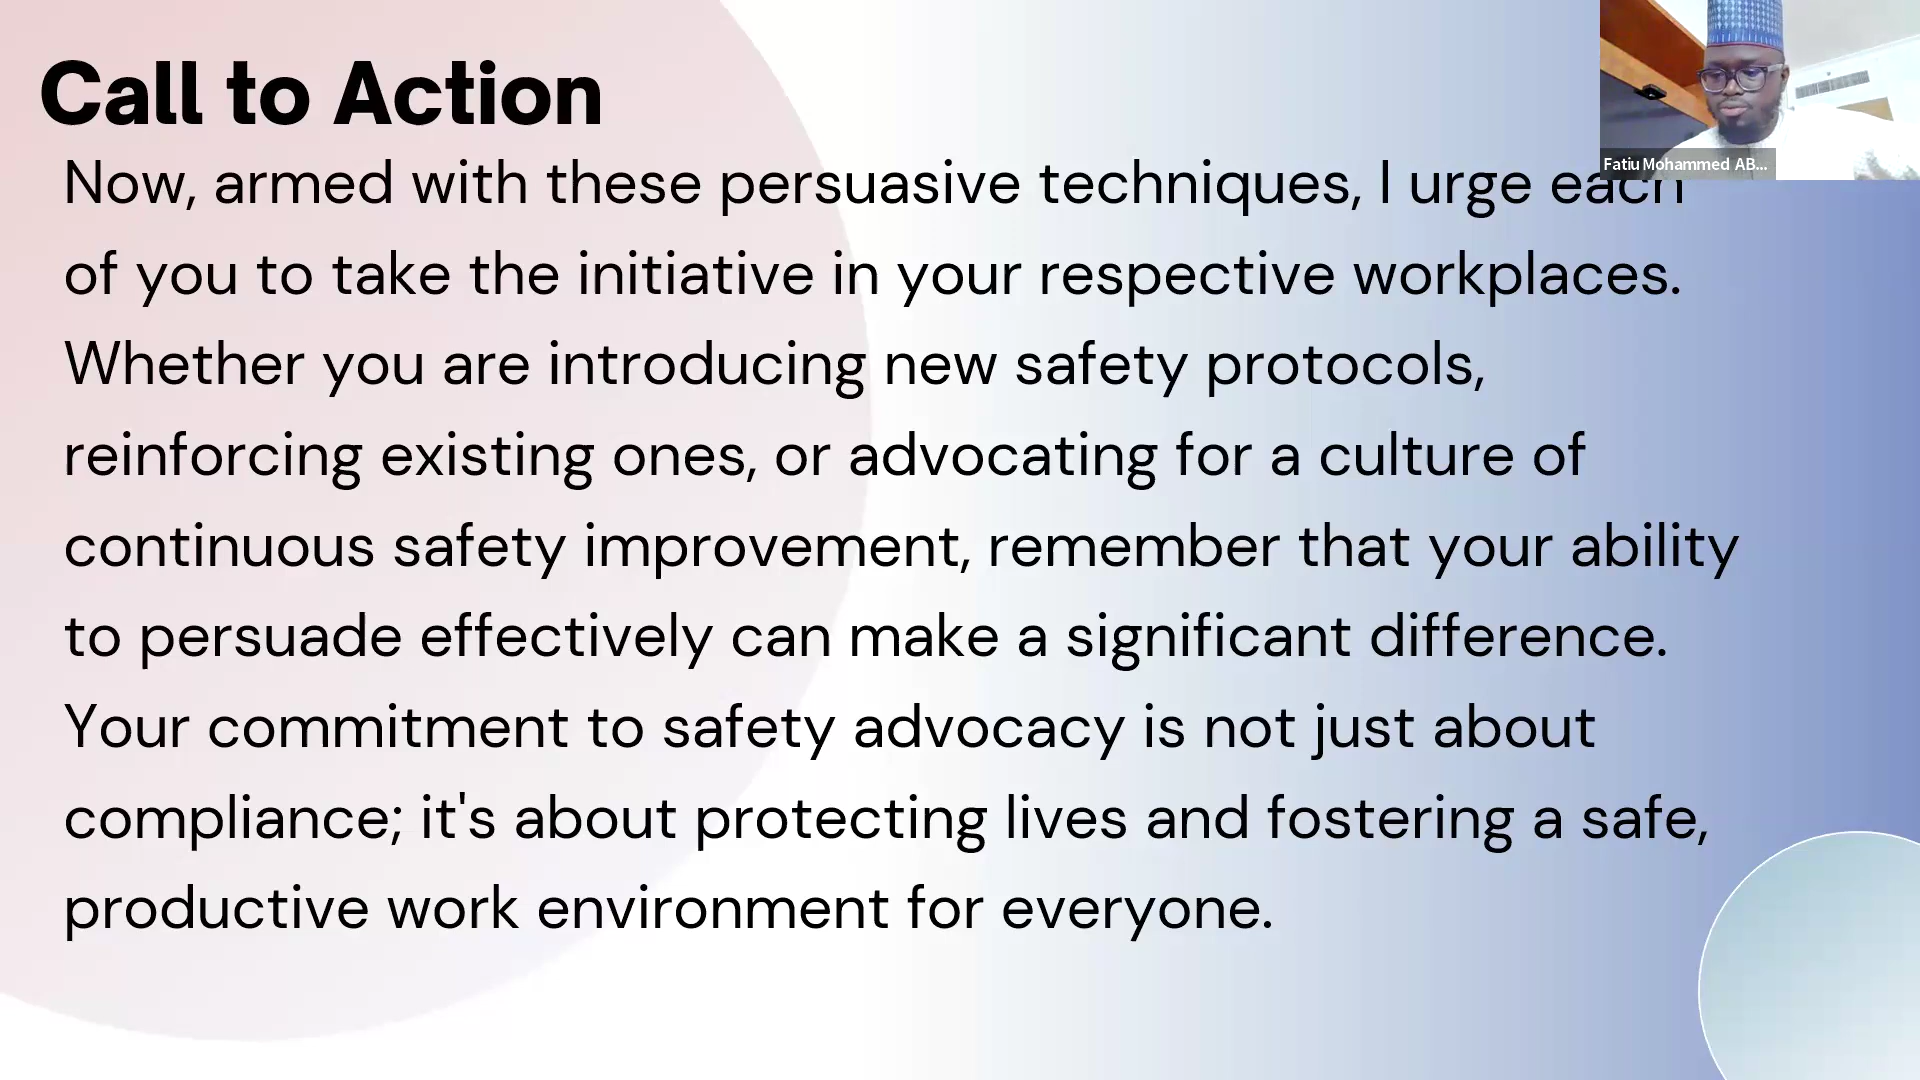 Call to Action
Now, armed with these persuasive techniques, I urge each
of you to take the initiative in your respective workplaces.
Whether you are introducing new safety protocols,
reinforcing existing ones, or advocating for a culture of
continuous safety improvement, remember that your ability
to persuade effectively can make a significant difference.
Your commitment to safety advocacy is not just about
compliance; it's about protecting lives and fostering a safe,
productive work environment for everyone.
Fatiu Mohammed AB...